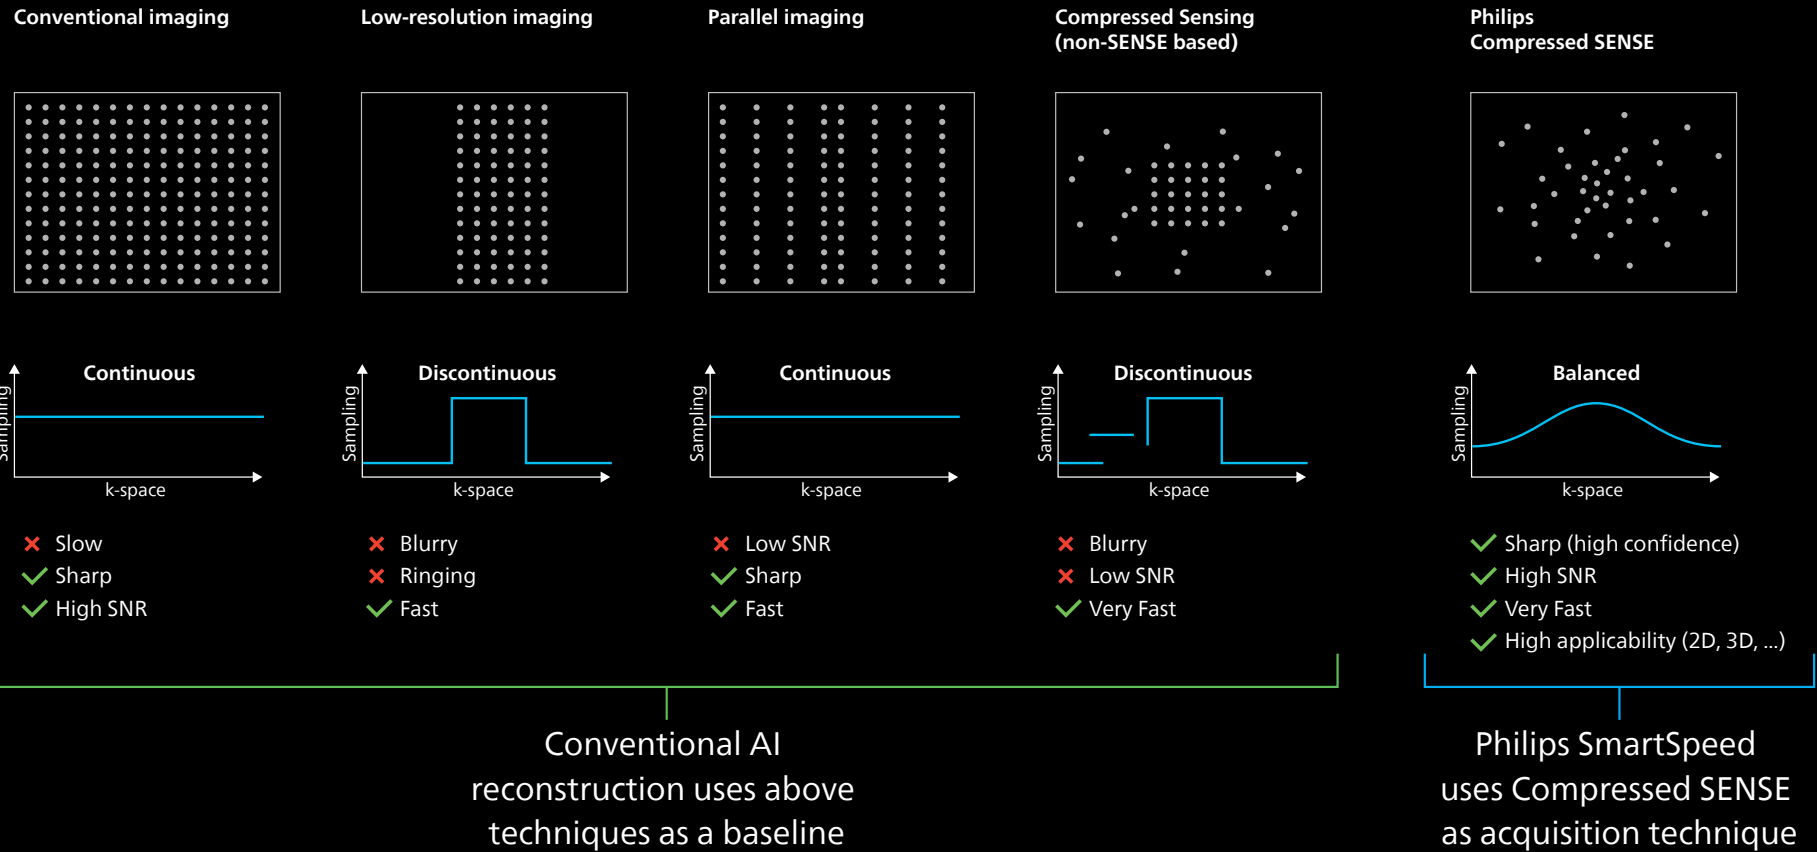 Conventional imaging
Low-resolution imaging
Parallel imaging
Compressed Sensing
(non-SENSE based)
Philips
Compressed SENSE
Continuous
Sampling
k-space
Discontinuous
Sampling
k-space
Continuous
Sampling
k-space
Discontinuous
Sampling
k-space
Balanced
Sampling
k-space
Slow
Sharp
High SNR
Blurry
Ringing
Fast
Low SNR
Sharp
Fast
Blurry
Low SNR
Very Fast
Sharp (high confidence)
High SNR
Very Fast
High applicability (2D, 3D, ...)
Conventional AI
reconstruction uses above
techniques as a baseline
Philips SmartSpeed
uses Compressed SENSE
as acquisition technique